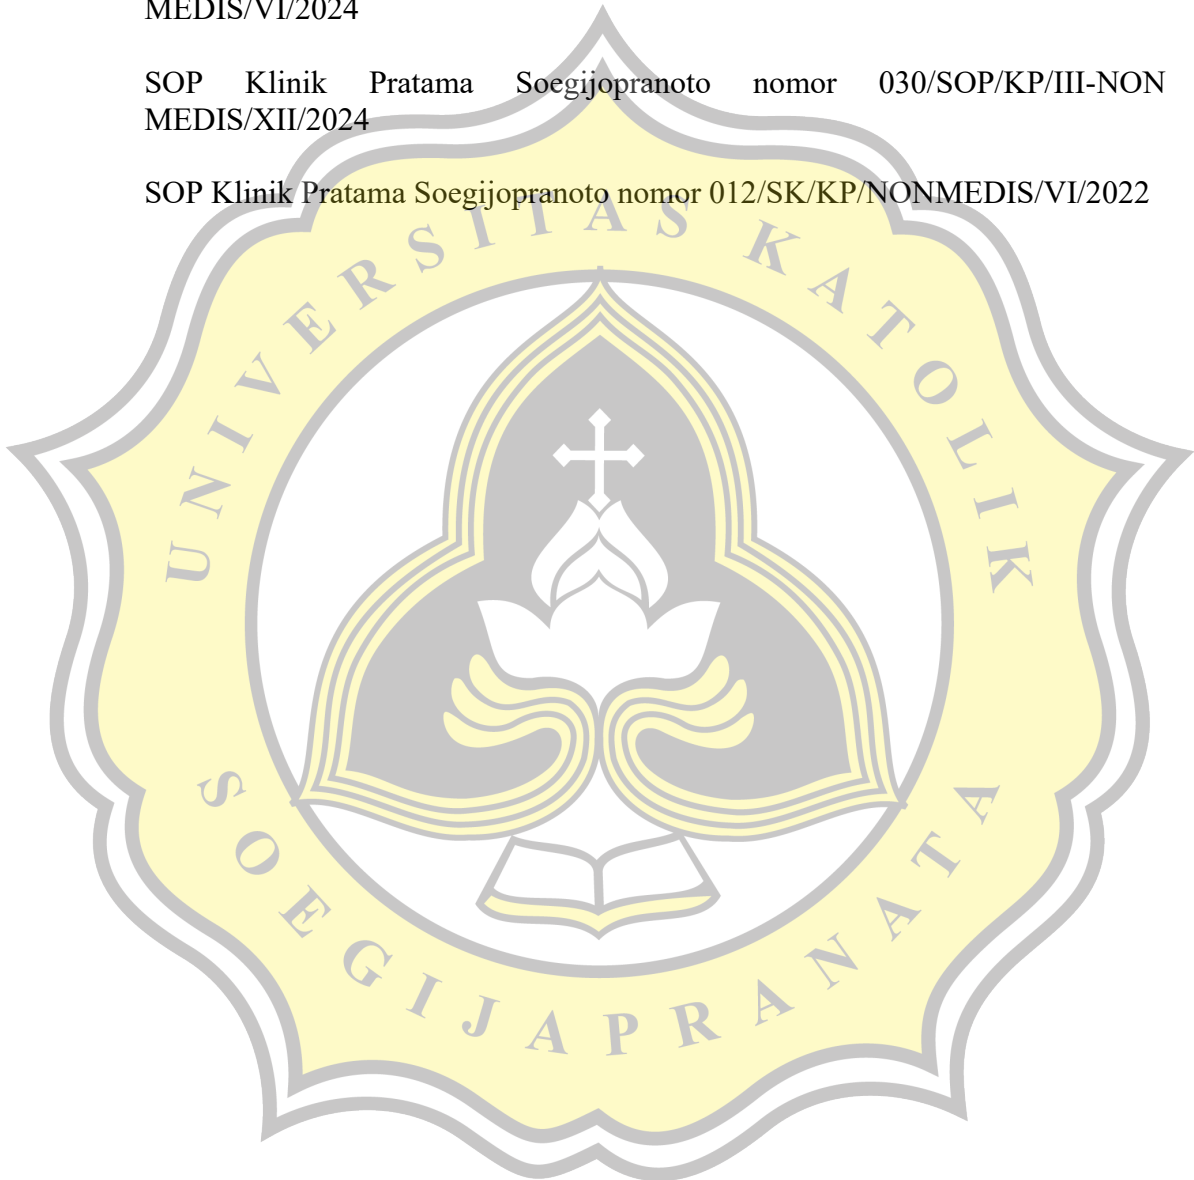 MEDIS/VI/2024
SOP Klinik Pratama Soegijopranoto nomor 030/SOP/KP/III-NON
MEDIS/XII/2024
SOP Klinik Pratama Soegijopranoto nomor 012/SK/KP/NONMEDIS/VI/2022
UNIVERSITAS KATOLIK
SOEGIJAPRANATA